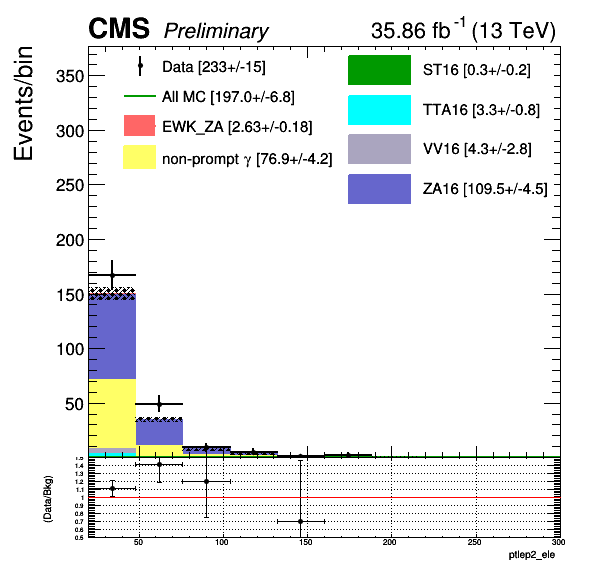 CMS Preliminary 35.86 fb⁻¹ (13 TeV)
Events/bin
350
300
250
200
150
100
50
Data [233+/-15]
All MC [197.0+/-6.8]
EWK_ZA [2.63+/-0.18]
non-prompt γ [76.9+/-4.2]
ST16 [0.3+/-0.2]
TTA16 [3.3+/-0.8]
VV16 [4.3+/-2.8]
ZA16 [109.5+/-4.5]
(Data/Bkg)
1.5
1.4
1.3
1.2
1.1
1
0.9
0.8
0.7
0.6
0.5
50 100 150 200 250 300
ptlep2_ele